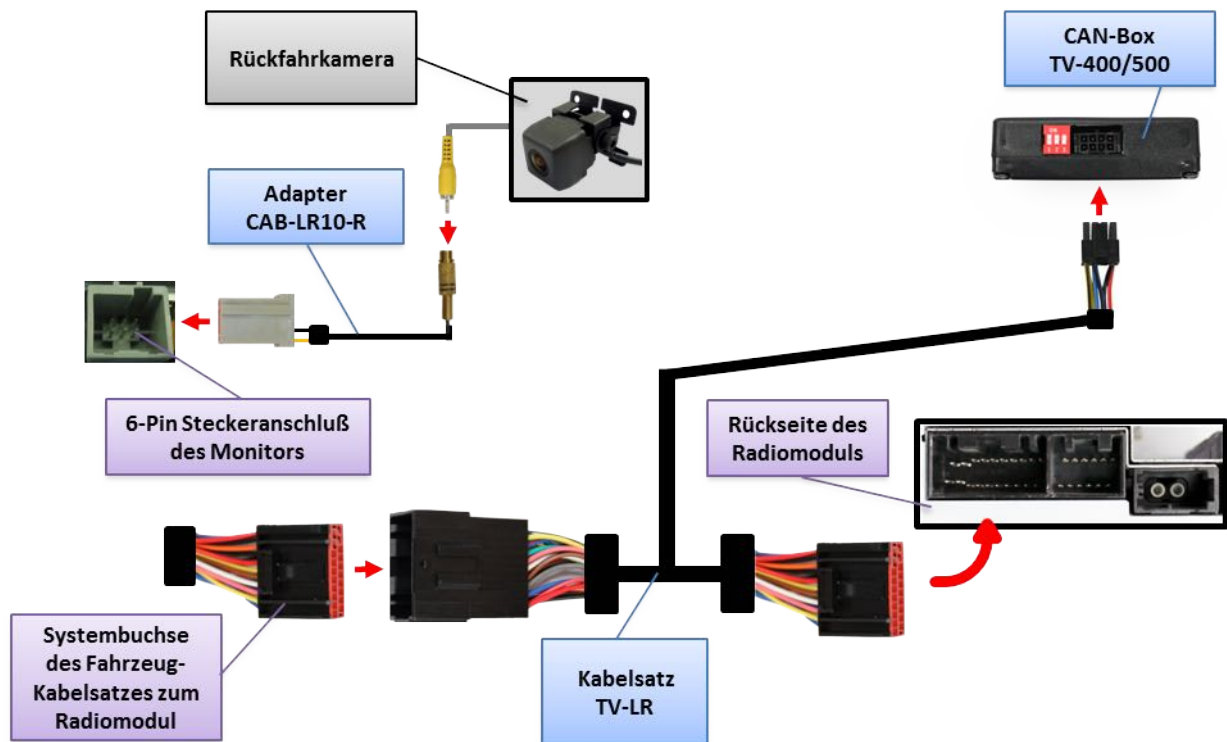 Rückfahrkamera
CAN-Box
TV-400/500
Adapter
CAB-LR10-R
6-Pin Steckeranschluß
des Monitors
Rückseite des
Radiomoduls
Systembuchse
des Fahrzeug-
Kabelsatzes zum
Radiomodul
Kabelsatz
TV-LR